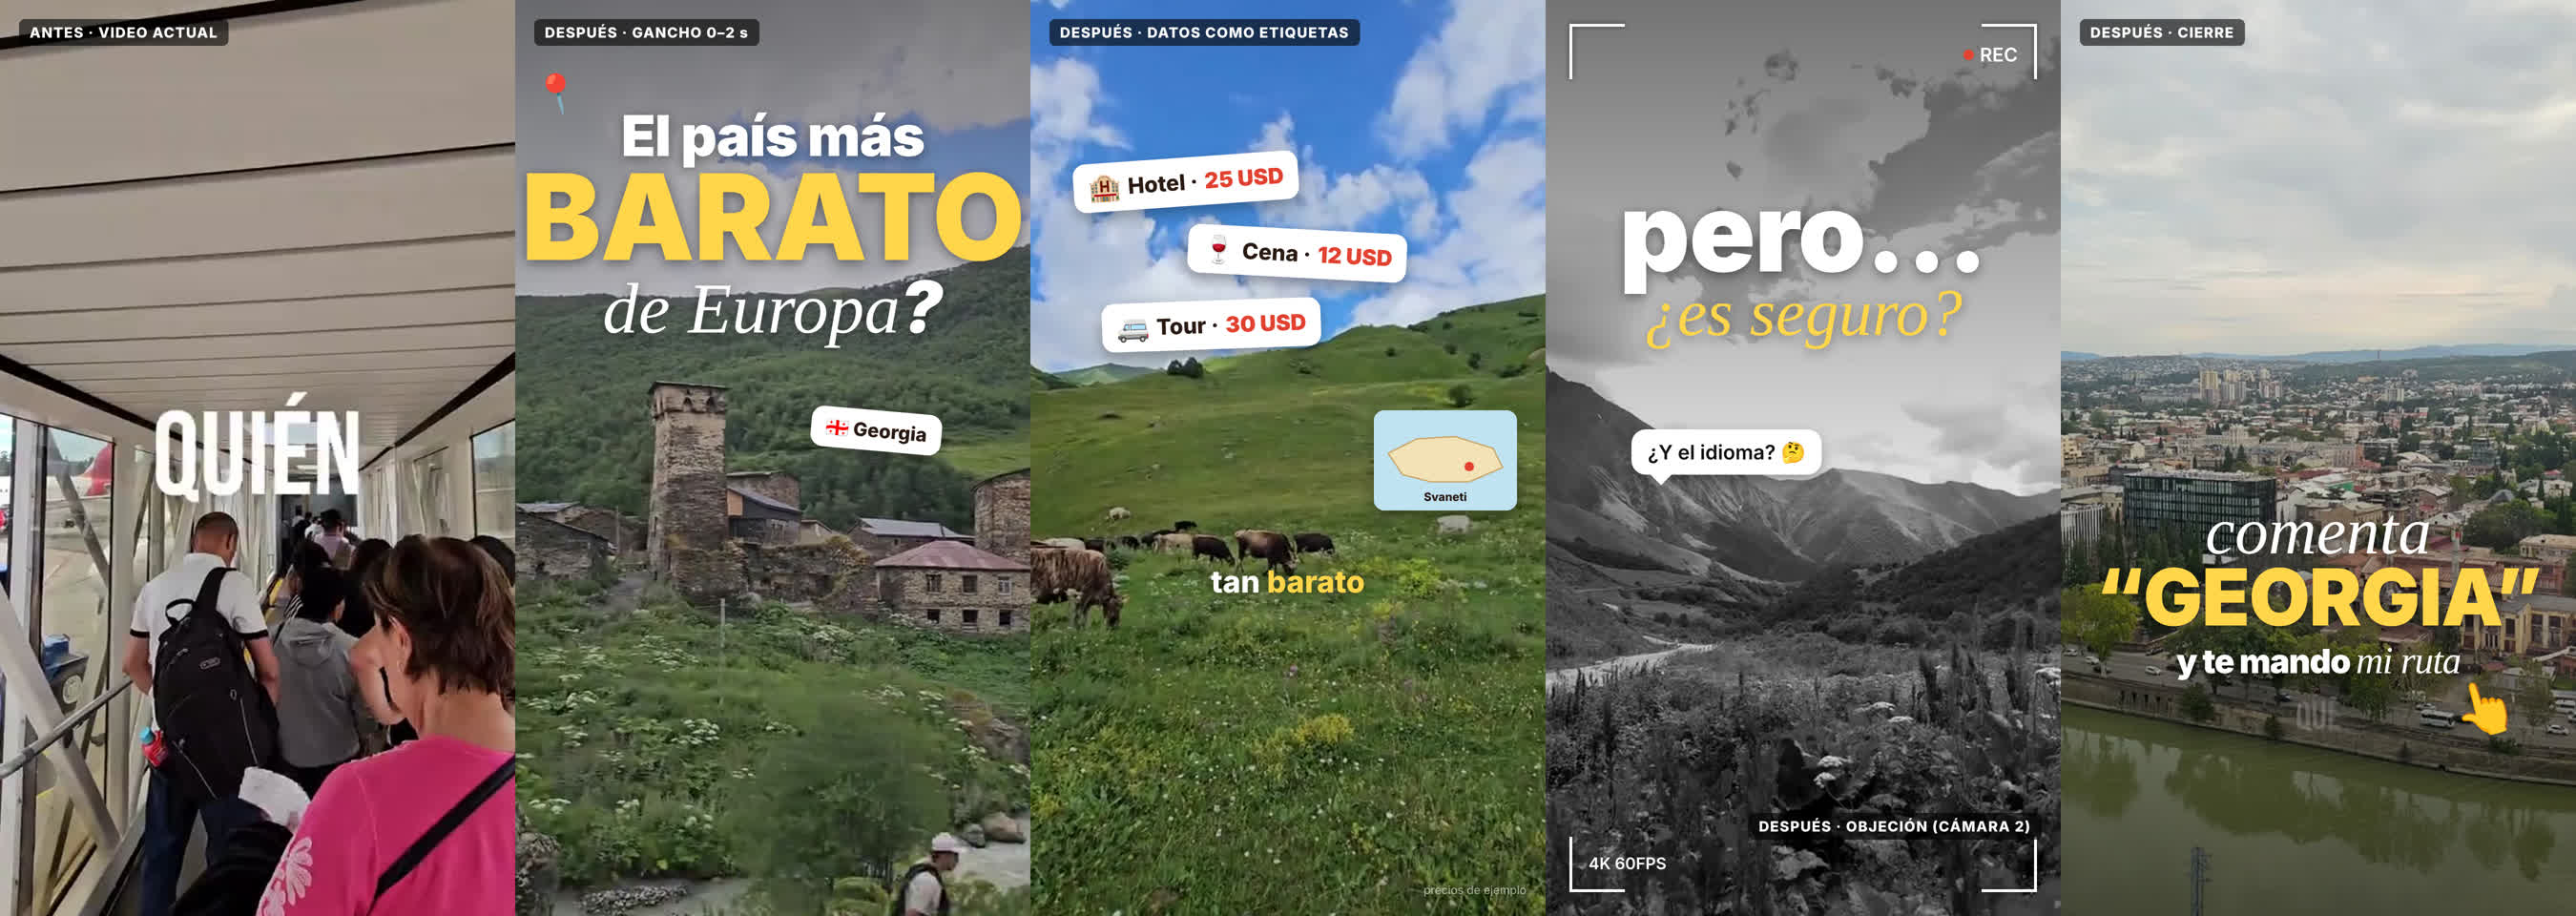 ANTES · VIDEO ACTUAL
QUIÉN
DESPUÉS · GANCHO 0–2 s
El país más
BARATO
de Europa?
Georgia
DESPUÉS · DATOS COMO ETIQUETAS
Hotel · 25 USD
Cena · 12 USD
Tour · 30 USD
Svaneti
tan barato
precios de ejemplo
REC
pero...
¿es seguro?
¿Y el idioma? 🤔
DESPUÉS · OBJECIÓN (CÁMARA 2)
4K 60FPS
DESPUÉS · CIERRE
comenta
“GEORGIA”
y te mando mi ruta